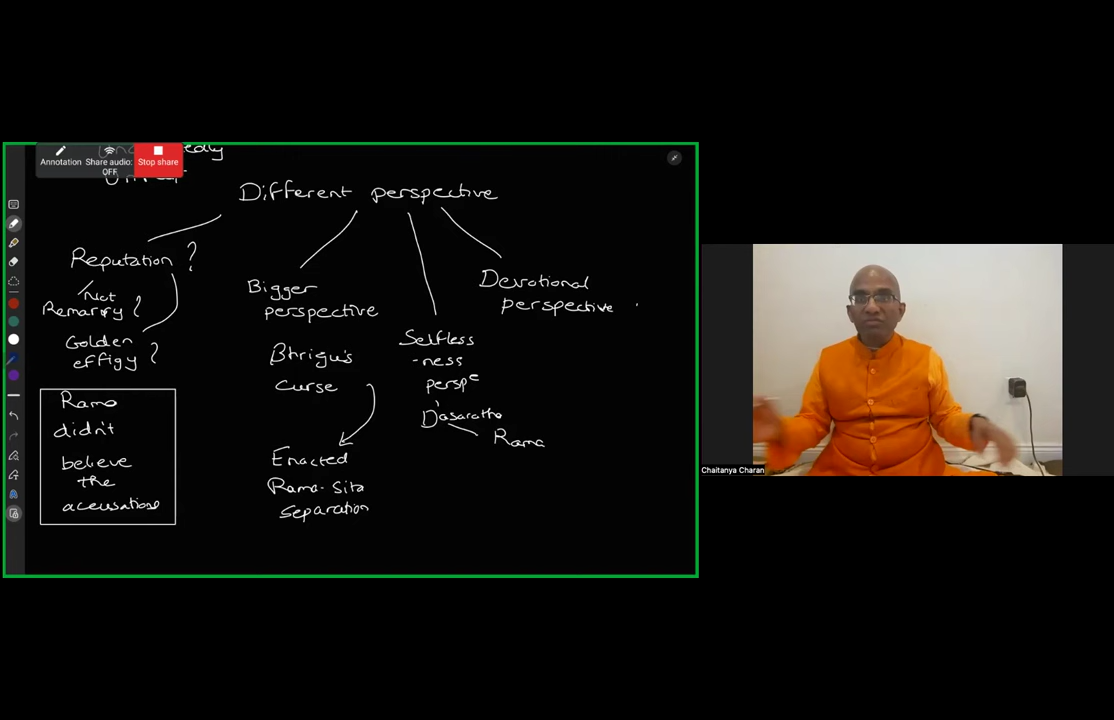 Annotation
Share audio:
OFF
Stop share
Different perspective
Reputation ?
Not
Remarry ?
Golden
effigy ?
Rama
didn't
believe
the
accusations
Bigger
perspective
Bhrigu's
curse
Enacted
Rama-Sita
separation
Selfless
-ness
perspe
Dasaratha
Rama
Devotional
perspective
Chaitanya Charan